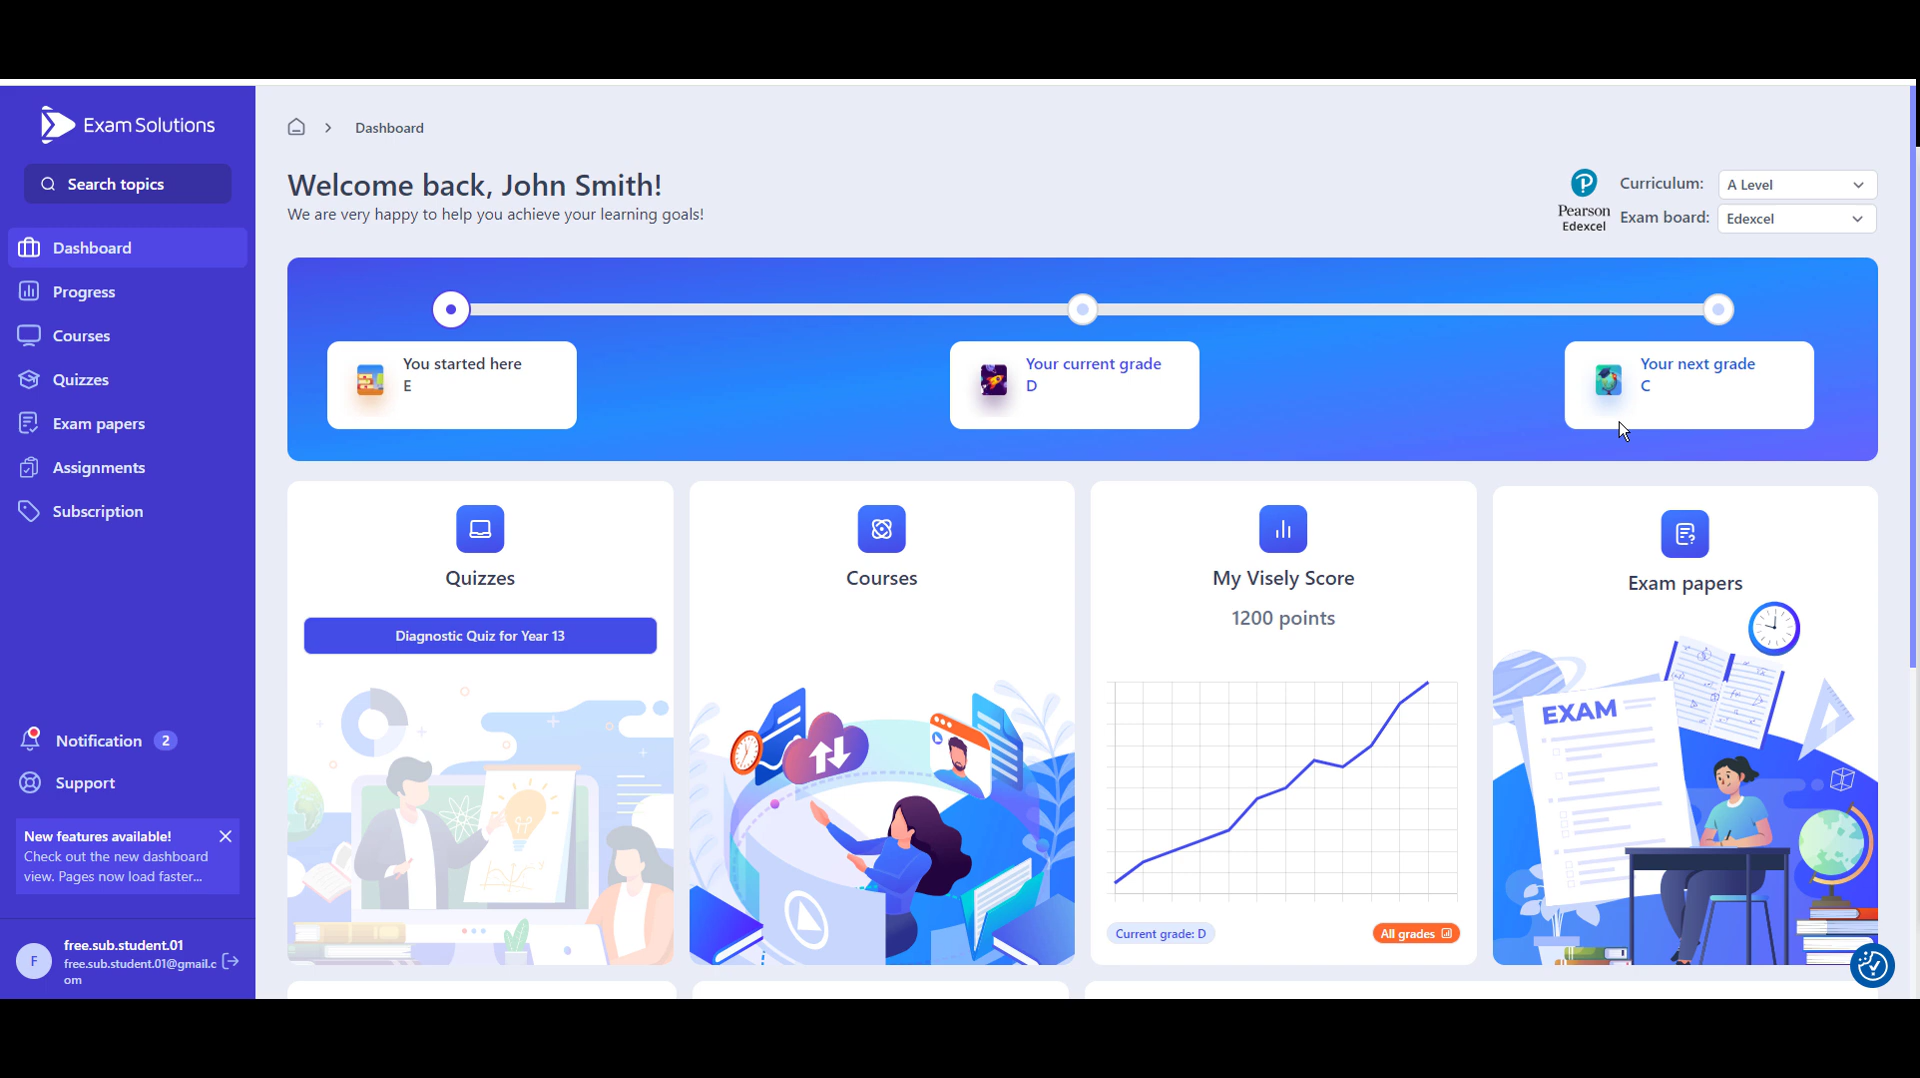 Exam Solutions
Search topics
Dashboard
Progress
Courses
Quizzes
Exam papers
Assignments
Subscription
Notification 2
Support
New features available!
Check out the new dashboard
view. Pages now load faster...
F
free.sub.student.01
free.sub.student.01@gmail.c
om
Dashboard
Welcome back, John Smith!
We are very happy to help you achieve your learning goals!
Pearson
Edexcel
Curriculum: A Level
Exam board: Edexcel
You started here
E
Your current grade
D
Your next grade
C
Quizzes
Diagnostic Quiz for Year 13
Courses
My Visely Score
1200 points
Current grade: D
All grades
Exam papers
EXAM